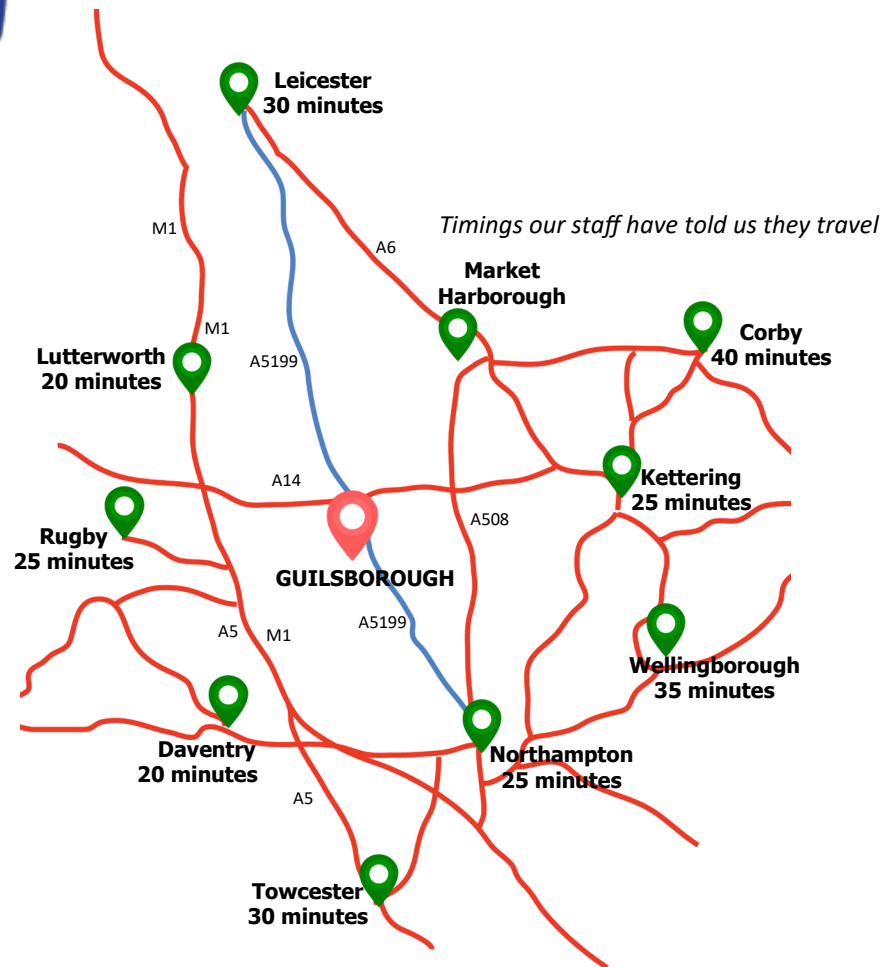 Leicester
30 minutes
Timings our staff have told us they travel
M1
A6
Market
Harborough
M1
Corby
40 minutes
Lutterworth
20 minutes
A5199
A14
Kettering
25 minutes
A508
Rugby
25 minutes
GUILSBOROUGH
A5199
A5
M1
Wellingborough
35 minutes
Daventry
20 minutes
Northampton
25 minutes
A5
Towcester
30 minutes